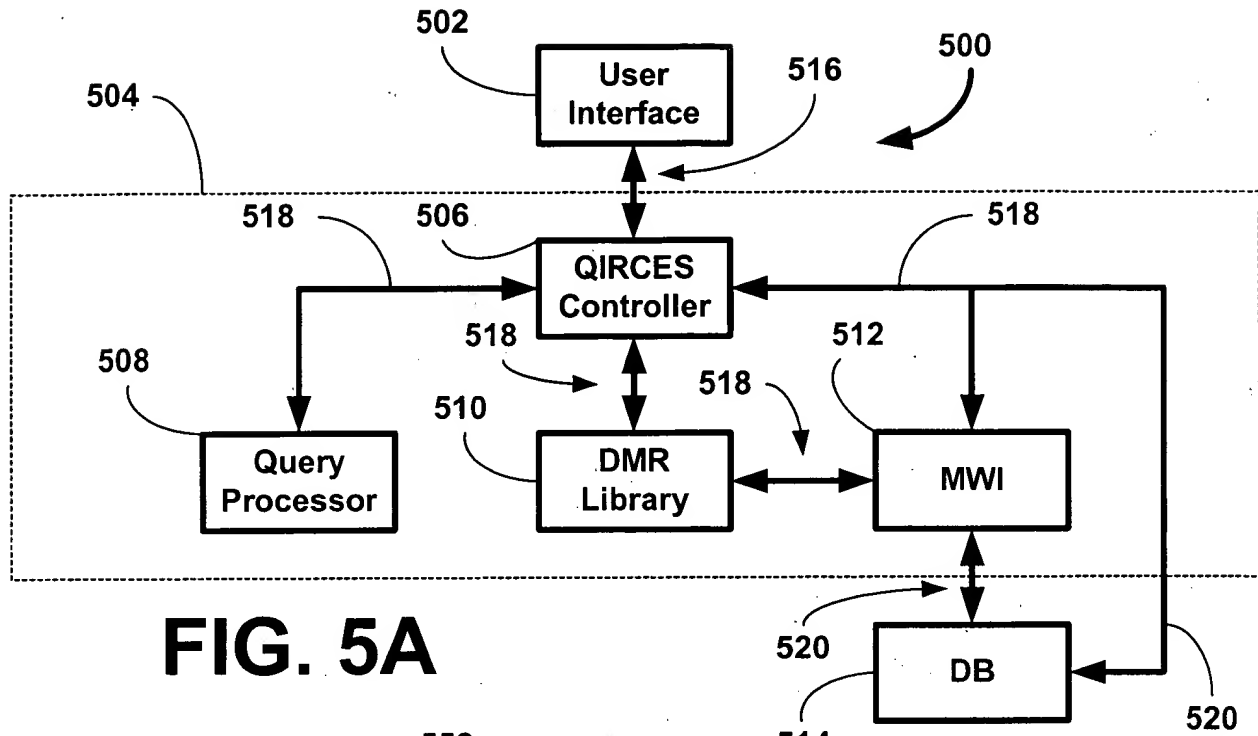 502
User
Interface
516
500
504
518
506
518
QIRCES
Controller
518
512
508
518
510
Query
Processor
DMR
Library
MWI
FIG. 5A
520
DB
520